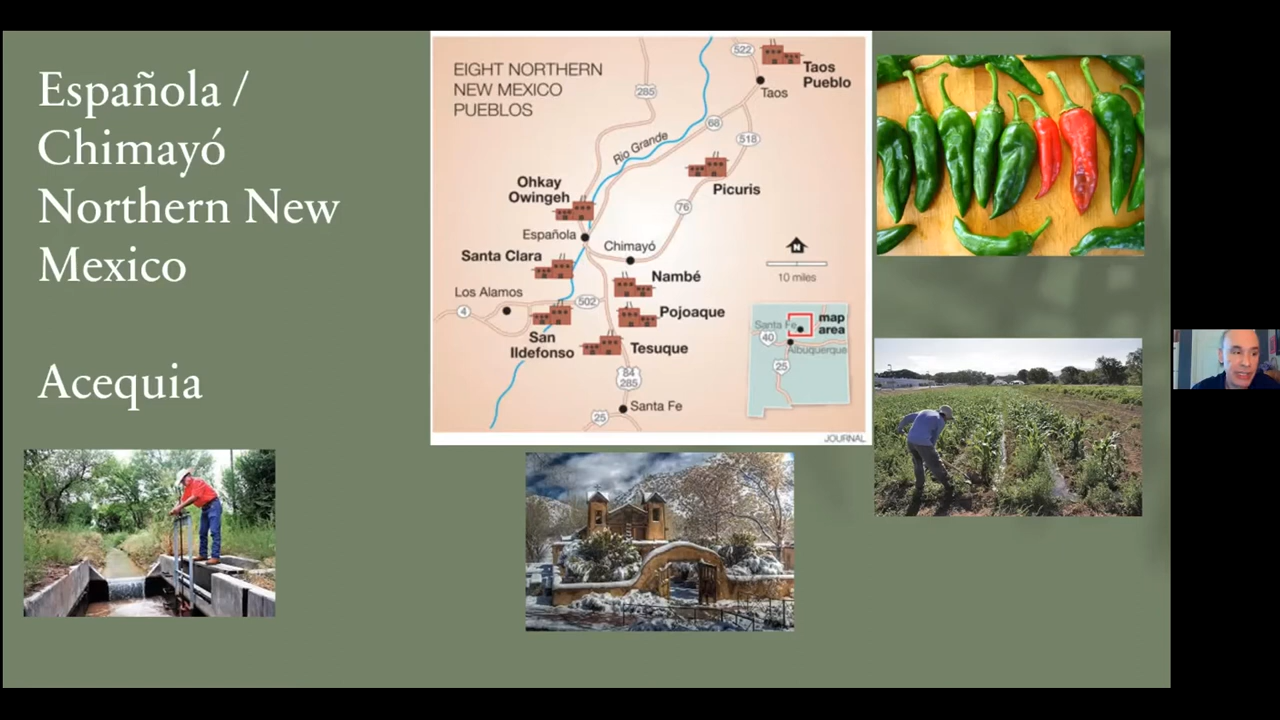 Española /
Chimayó
Northern New
Mexico
Acequia
EIGHT NORTHERN
NEW MEXICO
PUEBLOS
522
Taos
Pueblo
Taos
285
68
Rio Grande
518
Ohkay
Owingeh
Picuris
76
Española
Chimayó
Santa Clara
10 miles
Nambé
Los Alamos
4
502
Pojoaque
San
Ildefonso
Tesuque
84
285
Santa Fe
25
Santa Fe
map
area
40
Albuquerque
25
JOURNAL